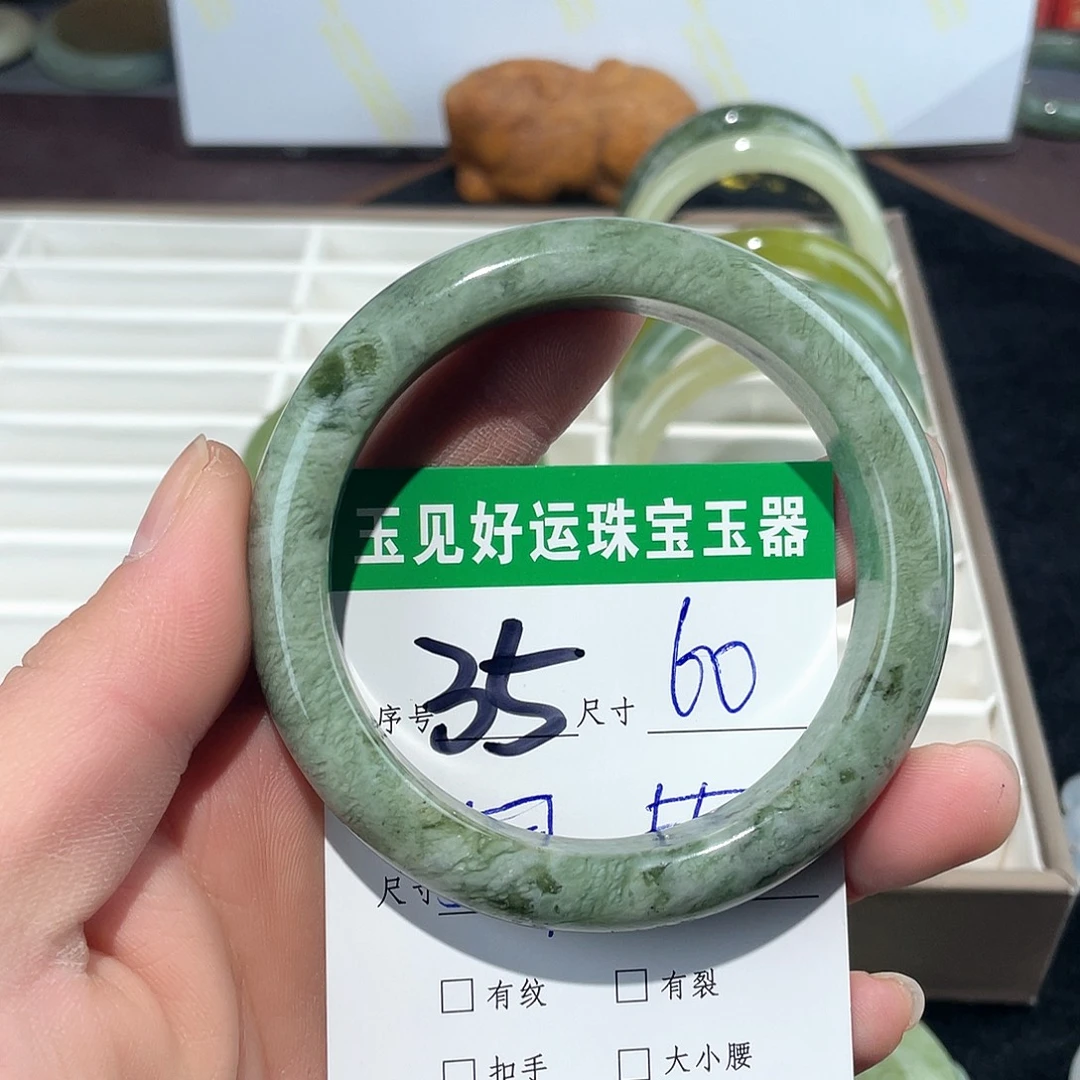 玉见好运珠宝玉器
序号 35 尺寸 60
尺寸
□ 有纹 □ 有裂
□ 扣手 □ 大小腰